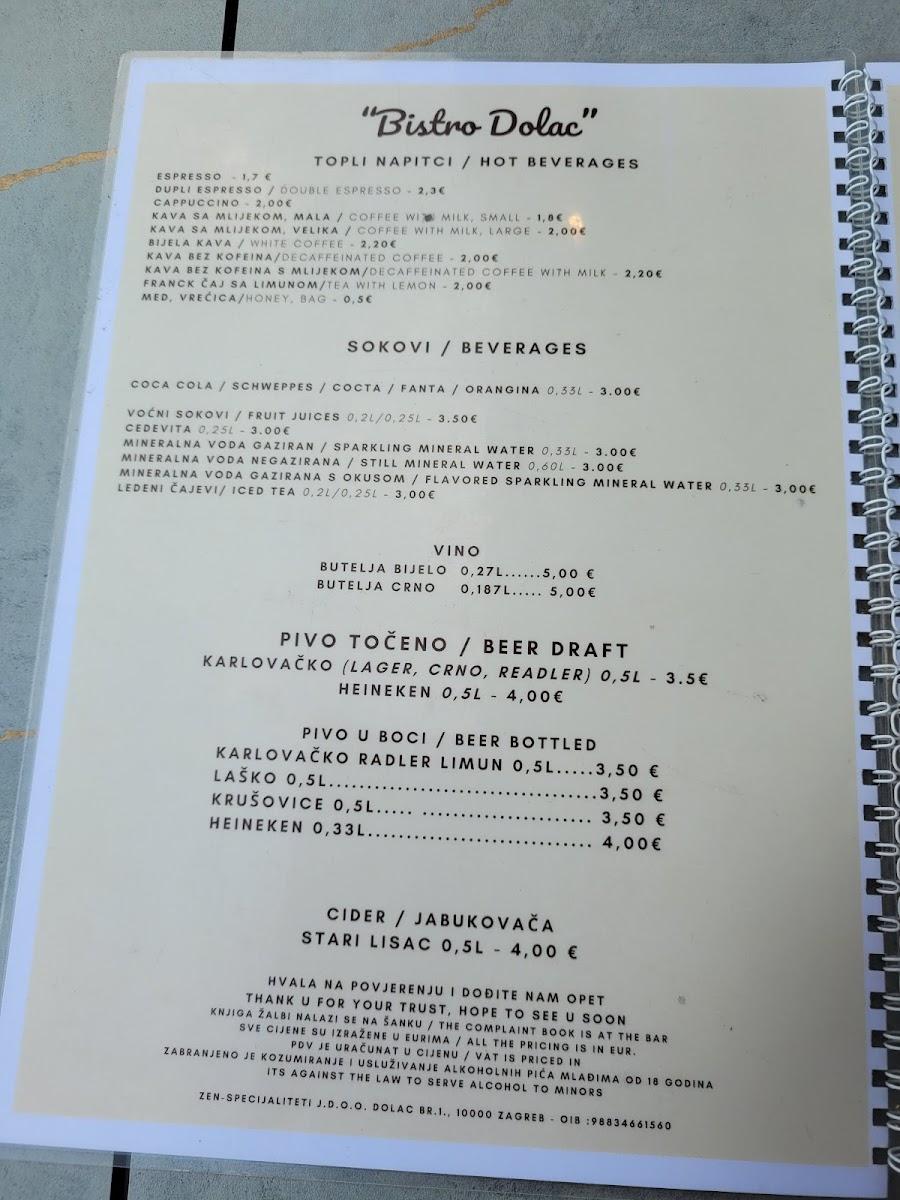 "Bistro Dolac"
TOPLI NAPITCI / HOT BEVERAGES
ESPRESSO - 1,7 €
DUPLI ESPRESSO / DOUBLE ESPRESSO - 2,3€
CAPPUCCINO - 2,00€
KAVA SA MLIJEKOM, MALA / COFFEE WITH MILK, SMALL - 1,8€
KAVA SA MLIJEKOM, VELIKA / COFFEE WITH MILK, LARGE - 2,00€
BIJELA KAVA / WHITE COFFEE - 2,20€
KAVA BEZ KOFEINA/DECAFFEINATED COFFEE - 2,00€
KAVA BEZ KOFEINA S MLIJEKOM/DECAFFEINATED COFFEE WITH MILK - 2,20€
FRANCK ČAJ SA LIMUNOM/TEA WITH LEMON - 2,00€
MED, VREĆICA/HONEY, BAG - 0,5€
SOKOVI / BEVERAGES
COCA COLA / SCHWEPPES / COCTA / FANTA / ORANGINA 0,33L - 3.00€
VOĆNI SOKOVI / FRUIT JUICES 0,2L/0,25L - 3.50€
CEDEVITA 0,25L - 3.00€
MINERALNA VODA GAZIRAN / SPARKLING MINERAL WATER 0,33L - 3.00€
MINERALNA VODA NEGAZIRANA / STILL MINERAL WATER 0,60L - 3.00€
MINERALNA VODA GAZIRANA S OKUSOM / FLAVORED SPARKLING MINERAL WATER 0,33L - 3,00€
LEDENI ČAJEVI/ ICED TEA 0,2L/0,25L - 3,00€
VINO
BUTELJA BIJELO 0,27L......5,00 €
BUTELJA CRNO 0,187L..... 5,00€
PIVO TOČENO / BEER DRAFT
KARLOVAČKO (LAGER, CRNO, READLER) 0,5L - 3.5€
HEINEKEN 0,5L - 4,00€
PIVO U BOCI / BEER BOTTLED
KARLOVAČKO RADLER LIMUN 0,5L.....3,50 €
LAŠKO 0,5L..................................3,50 €
KRUŠOVICE 0,5L..... ...................... 3,50 €
HEINEKEN 0,33L............................. 4,00€
CIDER / JABUKOVAČA
STARI LISAC 0,5L - 4,00 €
HVALA NA POVJERENJU I DOĐITE NAM OPET
THANK U FOR YOUR TRUST, HOPE TO SEE U SOON
KNJIGA ŽALBI NALAZI SE NA ŠANKU / THE COMPLAINT BOOK IS AT THE BAR
SVE CIJENE SU IZRAŽENE U EURIMA / ALL THE PRICING IS IN EUR.
PDV JE URAČUNAT U CIJENU / VAT IS PRICED IN
ZABRANJENO JE KOZUMIRANJE I USLUŽIVANJE ALKOHOLNIH PIĆA MLAĐIMA OD 18 GODINA
ITS AGAINST THE LAW TO SERVE ALCOHOL TO MINORS
ZEN-SPECIJALITETI J.D.O.O. DOLAC BR.1., 10000 ZAGREB - OIB :98834661560